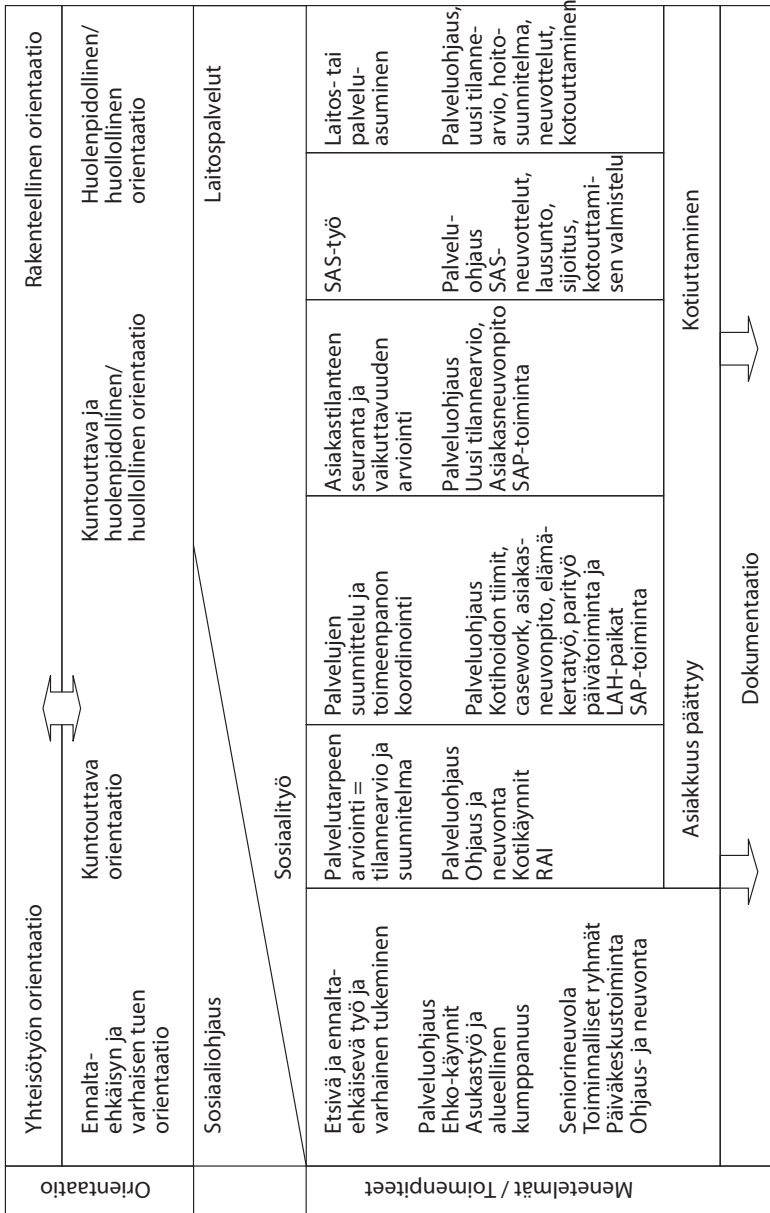 Orientaatio
Yhteisötyön orientaatio
Rakenteellinen orientaatio
Ennalta-
ehkäisyn ja
varhaisen tuen
orientaatio
Kuntouttava
orientaatio
Kuntouttava ja
huolenpidollinen/
huollollinen orientaatio
Huolenpidollinen/
huollollinen
orientaatio
Sosiaaliohjaus
Sosiaalityö
Laitospalvelut
Menetelmät / Toimenpiteet
Etsivä ja ennalta-
ehkäisevä työ ja
varhainen tukeminen
Palveluohjaus
Ehko-käynnit
Asukastyö ja
alueellinen
kumppanuus
Seniorineuvola
Toiminnalliset ryhmät
Päiväkeskustoiminta
Ohjaus- ja neuvonta
Palvelutarpeen
arviointi =
tilannearvio ja
suunnitelma
Palveluohjaus
Ohjaus ja
neuvonta
Kotikäynnit
RAI
Palvelujen
suunnittelu ja
toimeenpanon
koordinointi
Palveluohjaus
Kotihoidon tiimit,
casework, asiakas-
neuvonpito, elämä-
kertatyö, parityö
päivätoiminta ja
LAH-paikat
SAP-toiminta
Asiakastilanteen
seuranta ja
vaikuttavuuden
arviointi
Palveluohjaus
Uusi tilannearvio,
Asiakasneuvonpito
SAP-toiminta
SAS-työ
Palvelu-
ohjaus
SAS-
neuvottelut,
lausunto,
sijoitus,
kotouttami-
sen valmistelu
Laitos- tai
palvelu-
asuminen
Palveluohjaus,
uusi tilanne-
arvio, hoito-
suunnitelma,
neuvottelut,
kotouttaminen
Asiakkuus päättyy
Kotiuttaminen
Dokumentaatio